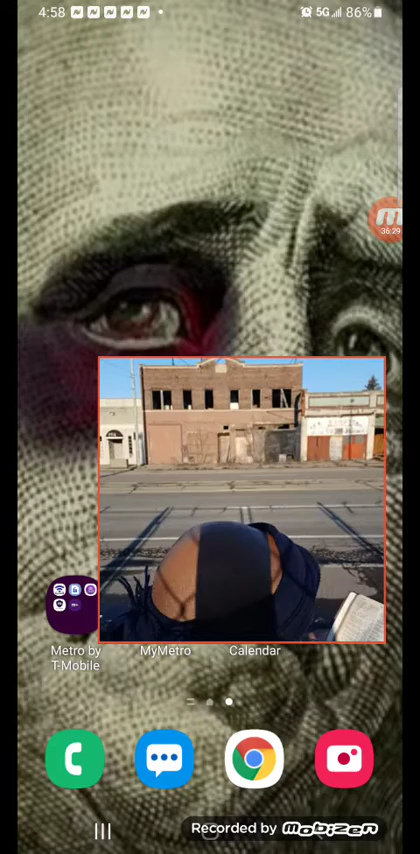 4:58
5G 86%
36:29
Metro by
T-Mobile
MyMetro
Calendar
Recorded by mobizen